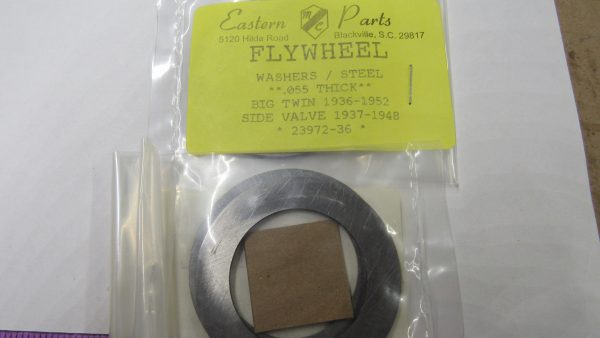 Eastern MC Parts
5120 Hilda Road Blackville, S.C. 29817
FLYWHEEL
WASHERS / STEEL
**.055 THICK**
BIG TWIN 1936-1952
SIDE VALVE 1937-1948
* 23972-36 *